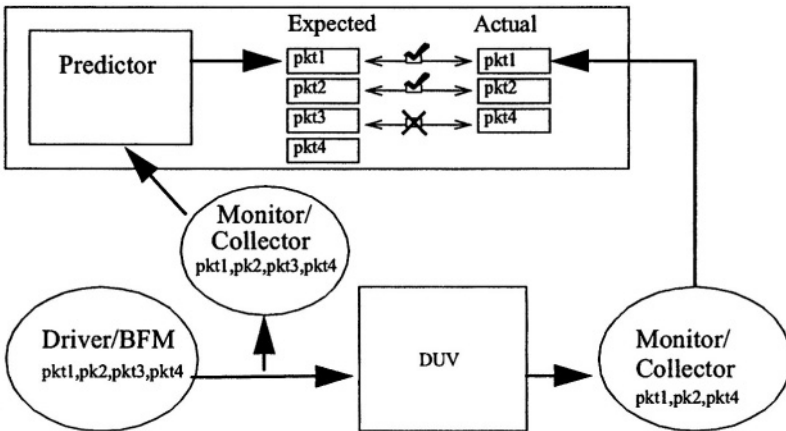 Expected Actual
Predictor
pkt1 pkt1
pkt2 pkt2
pkt3 pkt4
pkt4
Monitor/
Collector
pkt1,pk2,pkt3,pkt4
Driver/BFM
pkt1,pk2,pkt3,pkt4
DUV
Monitor/
Collector
pkt1,pk2,pkt4